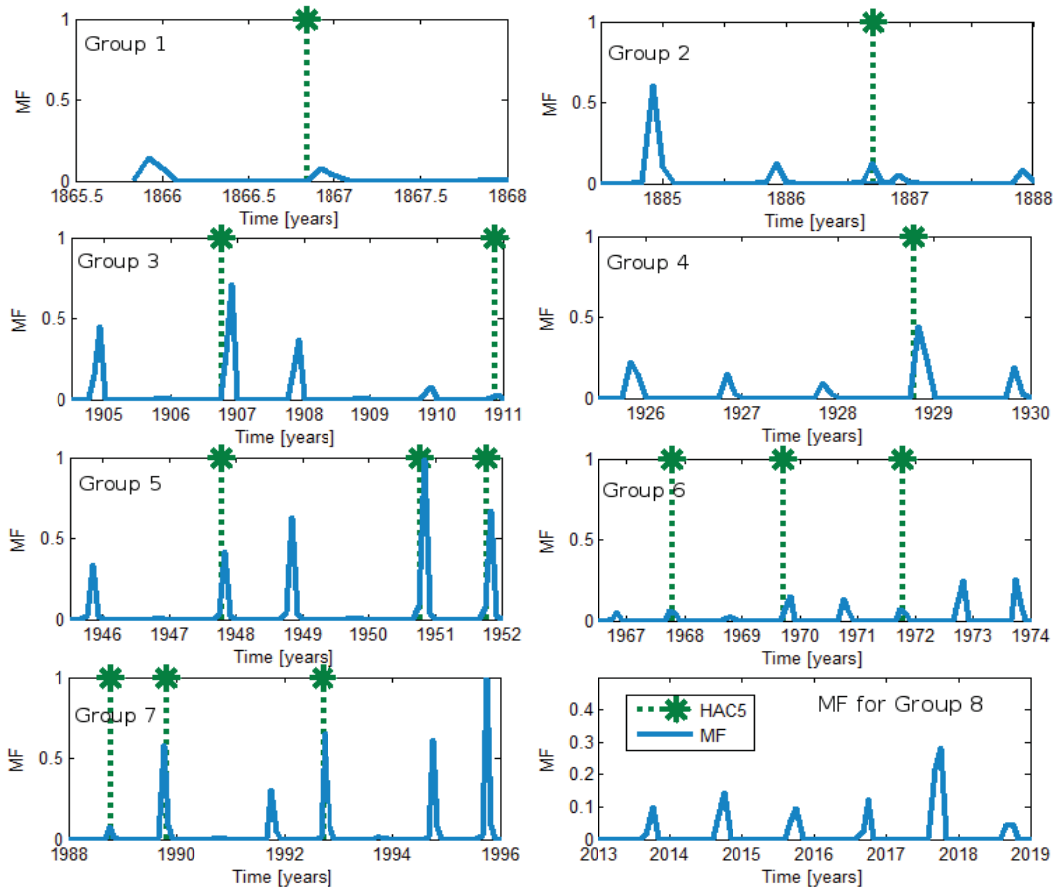 1
Group 1
MF
0.5
0
1865.5 1866 1866.5 1867 1867.5 1868
Time [years]
1
Group 2
MF
0.5
0
1885 1886 1887 1888
Time [years]
1
Group 3
MF
0.5
0
1905 1906 1907 1908 1909 1910 1911
Time [years]
1
Group 4
MF
0.5
0
1926 1927 1928 1929 1930
Time [years]
1
Group 5
MF
0.5
0
1946 1947 1948 1949 1950 1951 1952
Time [years]
1
Group 6
MF
0.5
0
1967 1968 1969 1970 1971 1972 1973 1974
Time [years]
1
Group 7
MF
0.5
0
1988 1990 1992 1994 1996
Time [years]
MF for Group 8
HAC5
MF
MF
0.4
0.3
0.2
0.1
0
2013 2014 2015 2016 2017 2018 2019
Time [years]